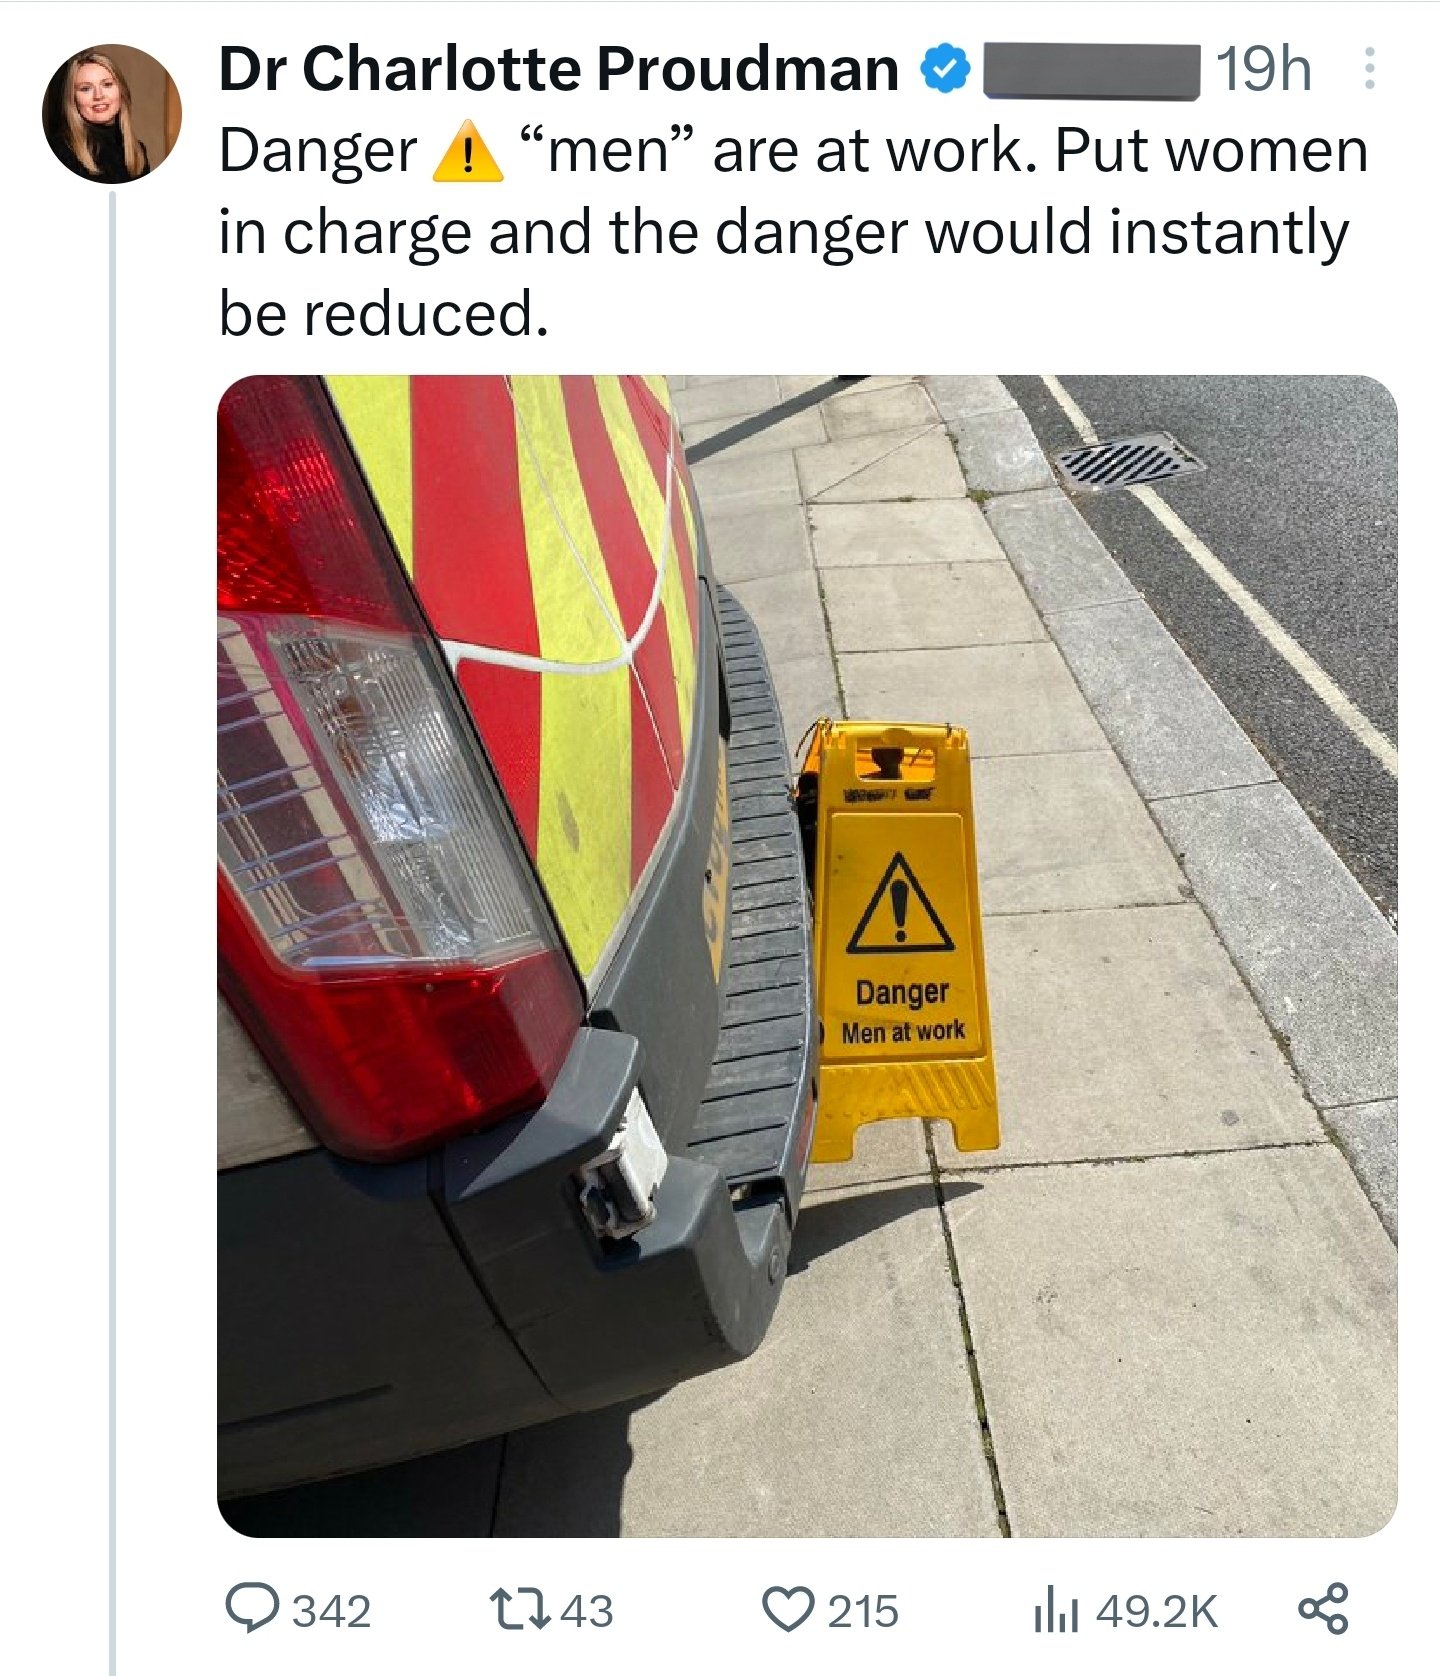 Dr Charlotte Proudman 19h
Danger ⚠️ “men” are at work. Put women
in charge and the danger would instantly
be reduced.
Danger
Men at work
342 43 215 49.2K